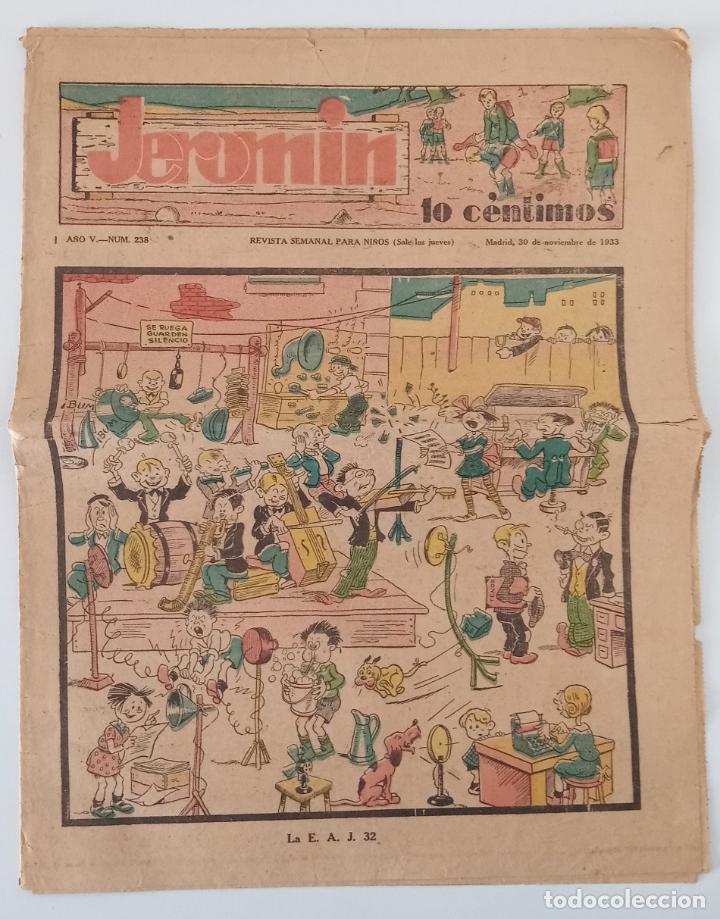 Jeromin
10 céntimos
AÑO V.—NUM. 238
REVISTA SEMANAL PARA NIÑOS (Sale los jueves)
Madrid, 30 de noviembre de 1933
SE RUEGA
GUARDEN
SILENCIO
¡BUM
¡BUM!
La E. A. J. 32
todocoleccion